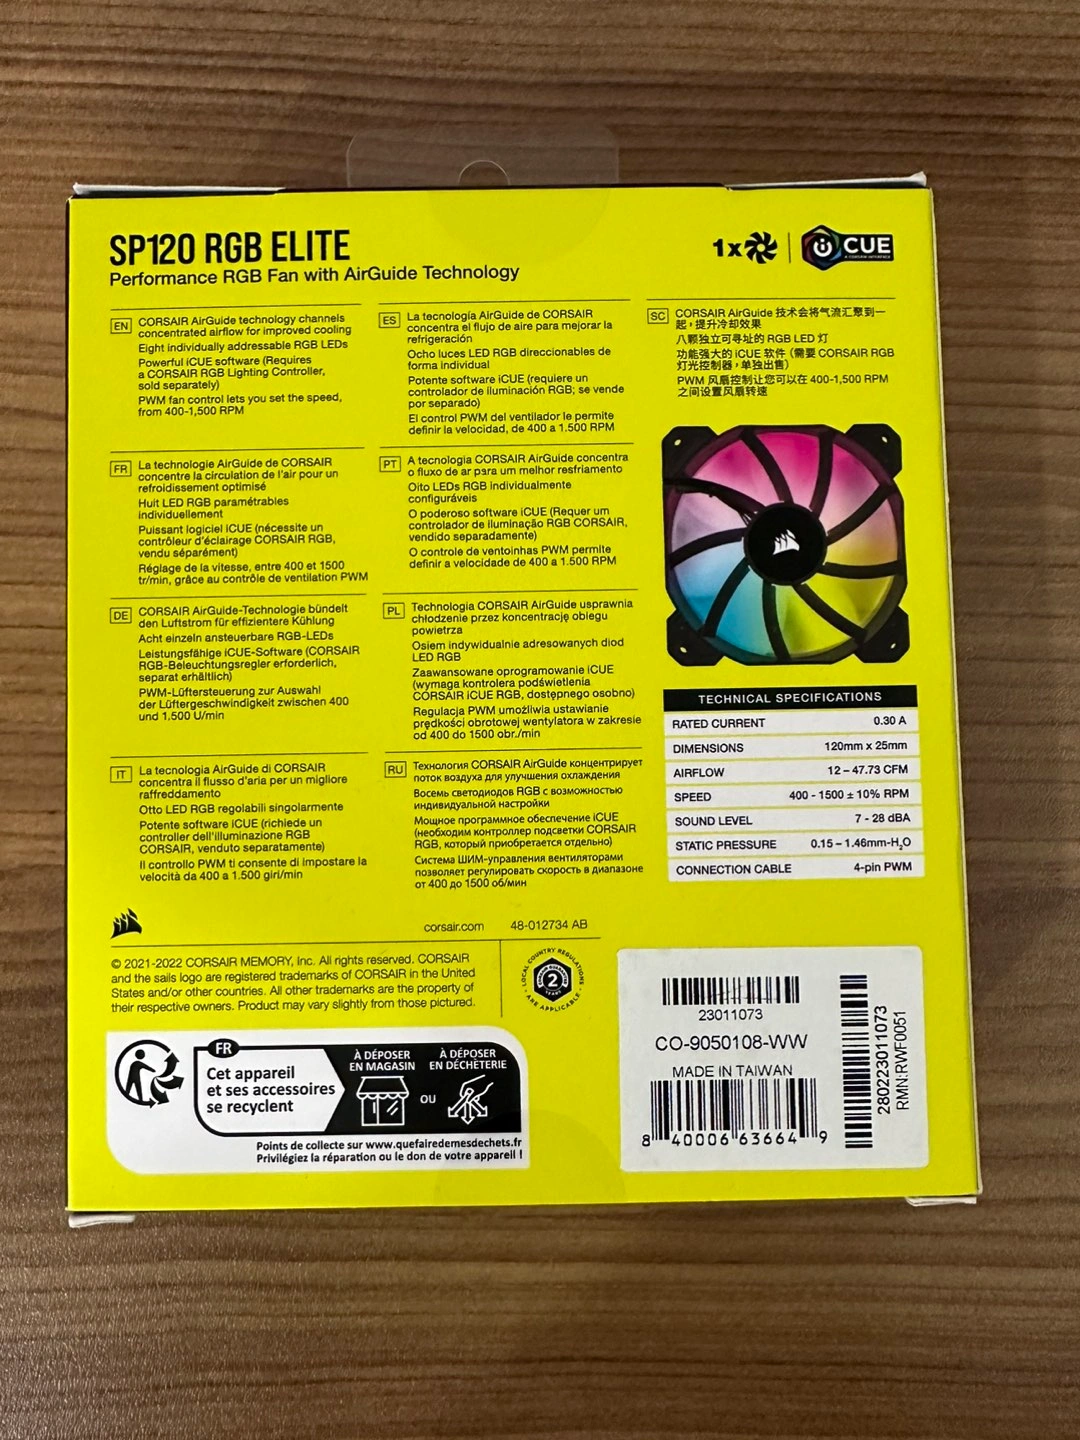 SP120 RGB ELITE
Performance RGB Fan with AirGuide Technology
1x
CUE
EN
CORSAIR AirGuide technology channels
concentrated airflow for improved cooling
Eight individually addressable RGB LEDs
Powerful iCUE software (Requires
a CORSAIR RGB Lighting Controller,
sold separately)
PWM fan control lets you set the speed,
from 400-1,500 RPM
FR
La technologie AirGuide de CORSAIR
concentre la circulation de l'air pour un
refroidissement optimisé
Huit LED RGB paramétrables
individuellement
Puissant logiciel iCUE (nécessite un
contrôleur d'éclairage CORSAIR RGB,
vendu séparément)
Réglage de la vitesse, entre 400 et 1500
tr/min, grâce au contrôle de ventilation PWM
DE
CORSAIR AirGuide-Technologie bündelt
den Luftstrom für effizientere Kühlung
Acht einzeln ansteuerbare RGB-LEDs
Leistungsfähige iCUE-Software (CORSAIR
RGB-Beleuchtungsregler erforderlich,
separat erhältlich)
PWM-Lüftersteuerung zur Auswahl
der Lüftergeschwindigkeit zwischen 400
und 1.500 U/min
IT
La tecnologia AirGuide di CORSAIR
concentra il flusso d'aria per un migliore
raffreddamento
Otto LED RGB regolabili singolarmente
Potente software iCUE (richiede un
controller dell'illuminazione RGB
CORSAIR, venduto separatamente)
Il controllo PWM ti consente di impostare la
velocità da 400 a 1.500 giri/min
ES
La tecnología AirGuide de CORSAIR
concentra el flujo de aire para mejorar la
refrigeración
Ocho luces LED RGB direccionables de
forma individual
Potente software iCUE (requiere un
controlador de iluminación RGB; se vende
por separado)
El control PWM del ventilador le permite
definir la velocidad, de 400 a 1.500 RPM
PT
A tecnologia CORSAIR AirGuide concentra
o fluxo de ar para um melhor resfriamento
Oito LEDs RGB individualmente
configuráveis
O poderoso software iCUE (Requer um
controlador de iluminação RGB CORSAIR,
vendido separadamente)
O controle de ventoinhas PWM permite
definir a velocidade de 400 a 1.500 RPM
PL
Technologia CORSAIR AirGuide usprawnia
chłodzenie przez koncentrację obiegu
powietrza
Osiem indywidualnie adresowanych diod
LED RGB
Zaawansowane oprogramowanie iCUE
(wymaga kontrolera podświetlenia
CORSAIR iCUE RGB, dostępnego osobno)
Regulacja PWM umożliwia ustawianie
prędkości obrotowej wentylatora w zakresie
od 400 do 1500 obr./min
RU
Технология CORSAIR AirGuide концентрирует
поток воздуха для улучшения охлаждения
Восемь светодиодов RGB с возможностью
индивидуальной настройки
Мощное программное обеспечение iCUE
(необходим контроллер подсветки CORSAIR
RGB, который приобретается отдельно)
Система ШИМ-управления вентиляторами
позволяет регулировать скорость в диапазоне
от 400 до 1500 об/мин
SC
CORSAIR AirGuide 技术会将气流汇聚到一
起，提升冷却效果
八颗独立可寻址的 RGB LED 灯
功能强大的 iCUE 软件（需要 CORSAIR RGB
灯光控制器，单独出售）
PWM 风扇控制让您可以在 400-1,500 RPM
之间设置风扇转速
TECHNICAL SPECIFICATIONS
RATED CURRENT 0.30 A
DIMENSIONS 120mm x 25mm
AIRFLOW 12 – 47.73 CFM
SPEED 400 - 1500 ± 10% RPM
SOUND LEVEL 7 - 28 dBA
STATIC PRESSURE 0.15 – 1.46mm-H₂O
CONNECTION CABLE 4-pin PWM
corsair.com 48-012734 AB
© 2021-2022 CORSAIR MEMORY, Inc. All rights reserved. CORSAIR
and the sails logo are registered trademarks of CORSAIR in the United
States and/or other countries. All other trademarks are the property of
their respective owners. Product may vary slightly from those pictured.
LOCAL COUNTRY REGULATIONS
ARE APPLICABLE
2
YEARS
FR
Cet appareil
et ses accessoires
se recyclent
À DÉPOSER
EN MAGASIN
OU
À DÉPOSER
EN DÉCHÈTERIE
Points de collecte sur www.quefairedemesdechets.fr
Privilégiez la réparation ou le don de votre appareil !
23011073
CO-9050108-WW
MADE IN TAIWAN
8 40006 63664 9
280223011073
RMN:RWF0051